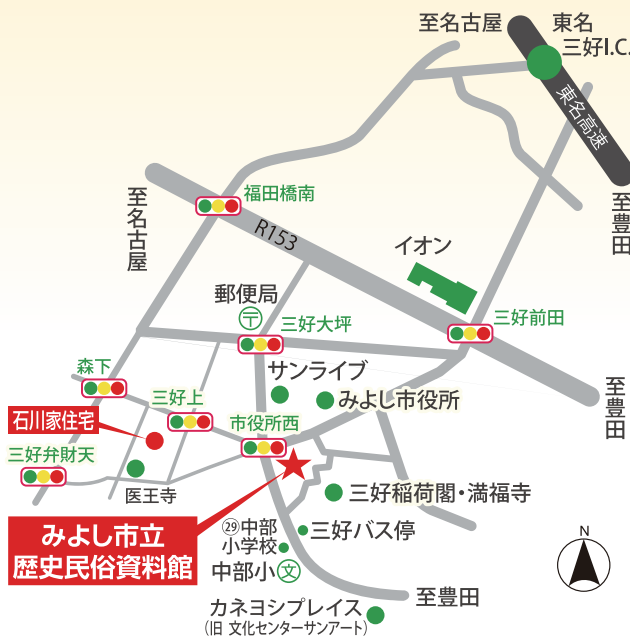 至名古屋
東名
三好I.C.
東名高速
至豊田
至名古屋
福田橋南
R153
イオン
郵便局
〒
三好大坪
三好前田
森下
サンライブ
三好上
みよし市役所
至豊田
石川家住宅
市役所西
三好弁財天
医王寺
三好稲荷閣・満福寺
みよし市立
歴史民俗資料館
㉙中部
小学校
三好バス停
中部小
文
至豊田
カネヨシプレイス
(旧 文化センターサンアート)
N